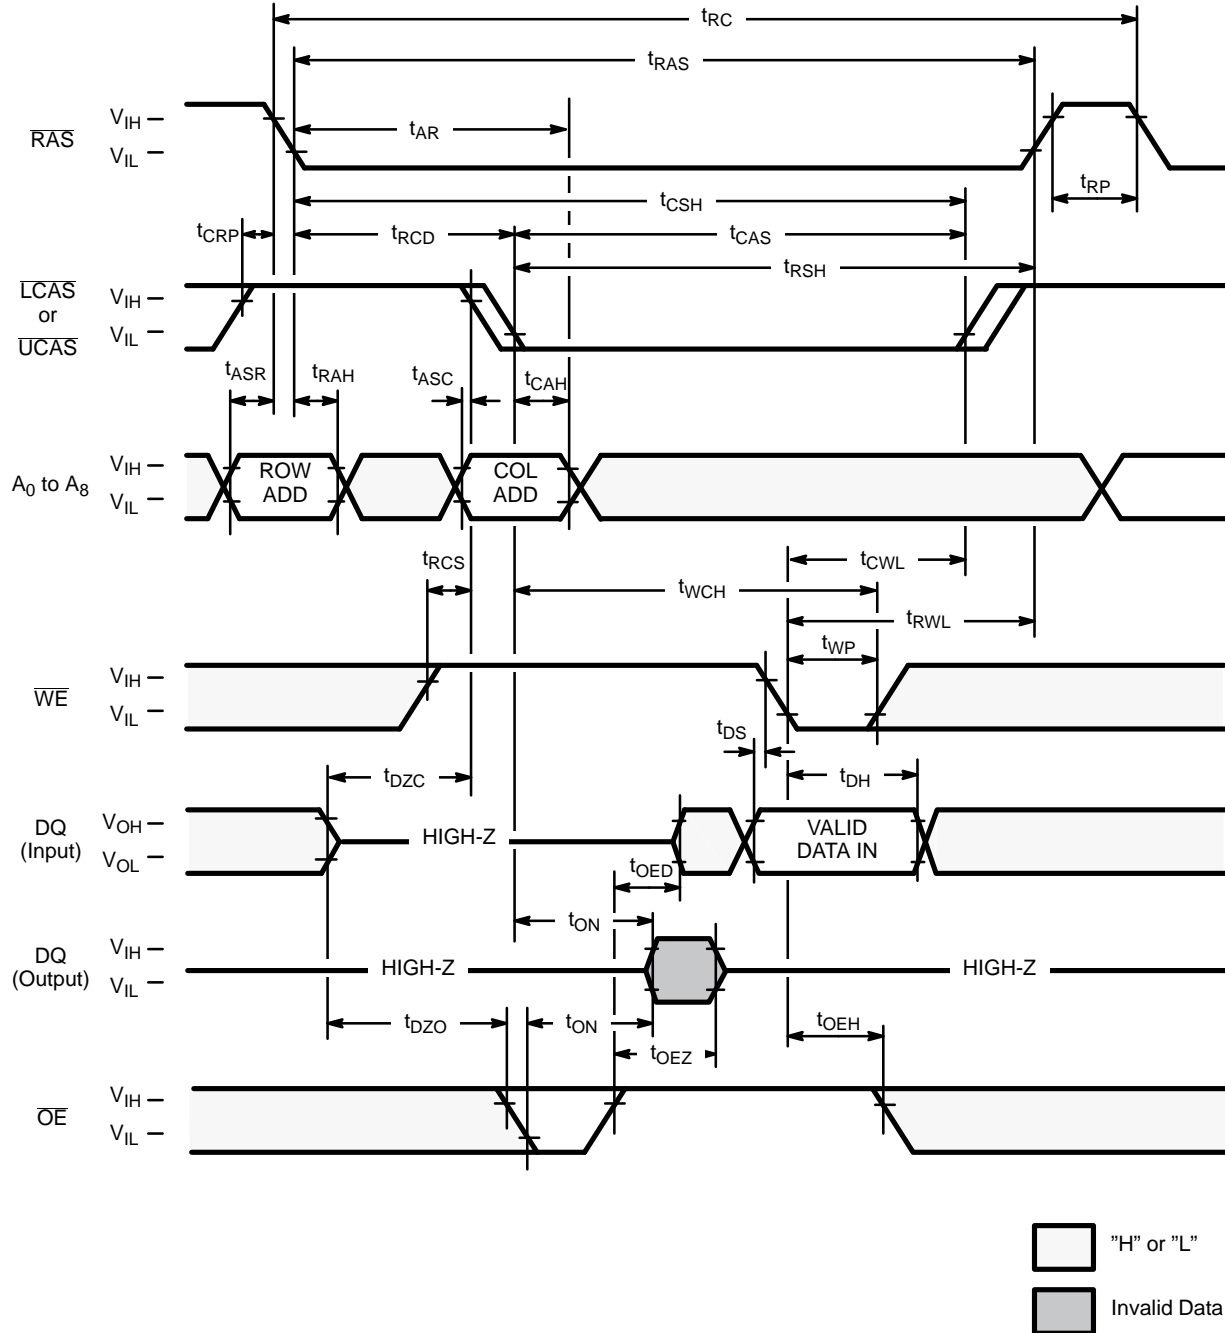 tRC
tRAS
RAS
VIH
VIL
tAR
tRP
tCSH
tCRP
tRCD
tCAS
tRSH
LCAS
or
UCAS
VIH
VIL
tASR
tRAH
tASC
tCAH
A0 to A8
VIH
VIL
ROW
ADD
COL
ADD
tRCS
tCWL
tWCH
tRWL
tWP
WE
VIH
VIL
tDS
tDZC
tDH
DQ
(Input)
VOH
VOL
HIGH-Z
VALID
DATA IN
tOED
tON
DQ
(Output)
VIH
VIL
HIGH-Z
HIGH-Z
tDZO
tON
tOEZ
tOEH
OE
VIH
VIL
"H" or "L"
Invalid Data